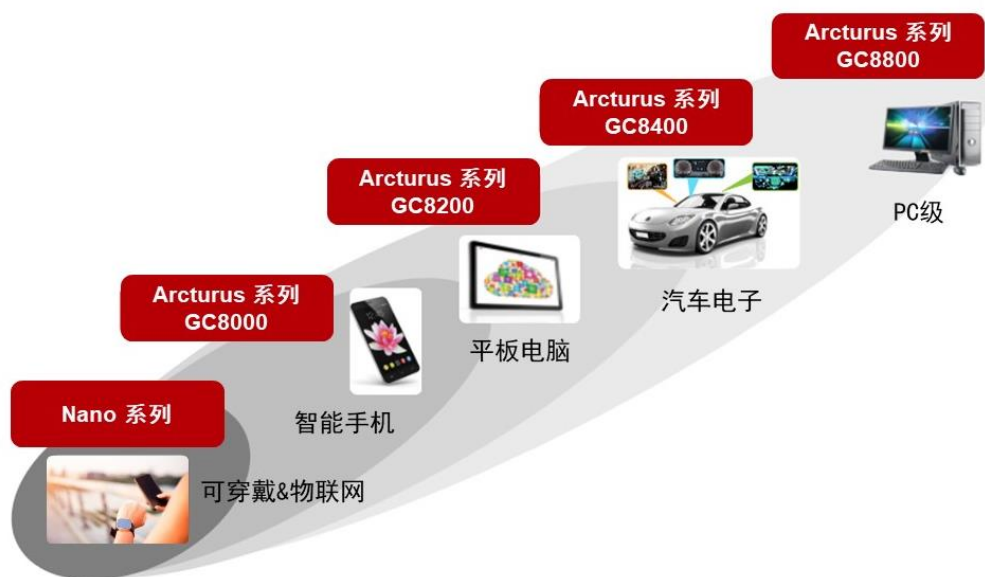 Arcturus 系列
GC8800
Arcturus 系列
GC8400
PC级
Arcturus 系列
GC8200
汽车电子
Arcturus 系列
GC8000
平板电脑
Nano 系列
智能手机
可穿戴&物联网